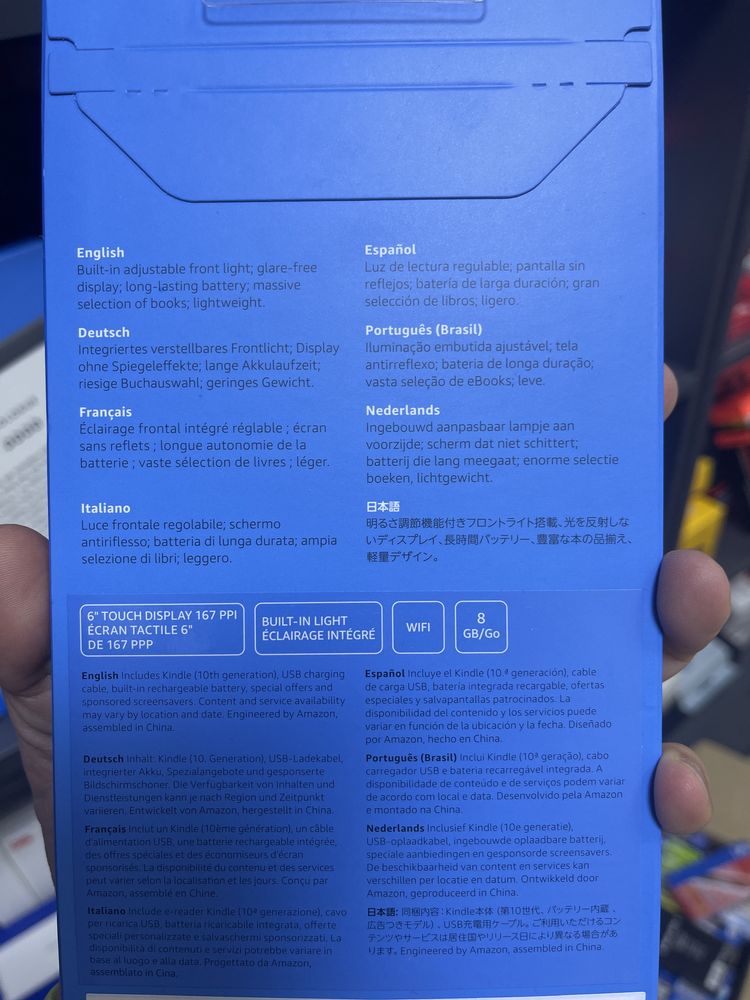 English
Built-in adjustable front light; glare-free
display; long-lasting battery; massive
selection of books; lightweight.
Deutsch
Integriertes verstellbares Frontlicht; Display
ohne Spiegeleffekte; lange Akkulaufzeit;
riesige Buchauswahl; geringes Gewicht.
Français
Éclairage frontal intégré réglable ; écran
sans reflets ; longue autonomie de la
batterie ; vaste sélection de livres ; léger.
Italiano
Luce frontale regolabile; schermo
antiriflesso; batteria di lunga durata; ampia
selezione di libri; leggero.
Español
Luz de lectura regulable; pantalla sin
reflejos; batería de larga duración; gran
selección de libros; ligero.
Português (Brasil)
Iluminação embutida ajustável; tela
antirreflexo; bateria de longa duração;
vasta seleção de eBooks; leve.
Nederlands
Ingebouwd aanpasbaar lampje aan
voorzijde; scherm dat niet schittert;
batterij die lang meegaat; enorme selectie
boeken, lichtgewicht.
日本語
明るさ調節機能付きフロントライト搭載、光を反射しな
いディスプレイ、長時間バッテリー、豊富な本の品揃え、
軽量デザイン。
6" TOUCH DISPLAY 167 PPI
ÉCRAN TACTILE 6"
DE 167 PPP
BUILT-IN LIGHT
ÉCLAIRAGE INTÉGRÉ
WIFI
8
GB/Go
English Includes Kindle (10th generation), USB charging
cable, built-in rechargeable battery, special offers and
sponsored screensavers. Content and service availability
may vary by location and date. Engineered by Amazon,
assembled in China.
Deutsch Inhalt: Kindle (10. Generation), USB-Ladekabel,
integrierter Akku, Spezialangebote und gesponserte
Bildschirmschoner. Die Verfügbarkeit von Inhalten und
Dienstleistungen kann je nach Region und Zeitpunkt
variieren. Entwickelt von Amazon, hergestellt in China.
Français Inclut un Kindle (10ème génération), un câble
d'alimentation USB, une batterie rechargeable intégrée,
des offres spéciales et des économiseurs d'écran
sponsorisés. La disponibilité du contenu et des services
peut varier selon la localisation et les jours. Conçu par
Amazon, assemblé en Chine.
Italiano Include e-reader Kindle (10ª generazione), cavo
per ricarica USB, batteria ricaricabile integrata, offerte
speciali personalizzate e salvaschermi sponsorizzati. La
disponibilità di contenuti e servizi potrebbe variare in
base al luogo e alla data. Progettato da Amazon,
assemblato in Cina.
Español Incluye el Kindle (10.ª generación), cable
de carga USB, batería integrada recargable, ofertas
especiales y salvapantallas patrocinados. La
disponibilidad del contenido y los servicios puede
variar en función de la ubicación y la fecha. Diseñado
por Amazon, hecho en China.
Português (Brasil) Inclui Kindle (10ª geração), cabo
carregador USB e bateria recarregável integrada. A
disponibilidade de conteúdo e de serviços podem variar
de acordo com local e data. Desenvolvido pela Amazon
e montado na China.
Nederlands Inclusief Kindle (10e generatie),
USB-oplaadkabel, ingebouwde oplaadbare batterij,
speciale aanbiedingen en gesponsorde screensavers.
De beschikbaarheid van content en services kan
verschillen per locatie en datum. Ontwikkeld door
Amazon, geproduceerd in China.
日本語: 同梱内容：Kindle本体（第10世代、バッテリー内蔵、
広告つきモデル）、USB充電用ケーブル。ご利用いただけるコン
テンツやサービスは居住国やリリース日により異なる場合があ
ります。Engineered by Amazon, assembled in China.